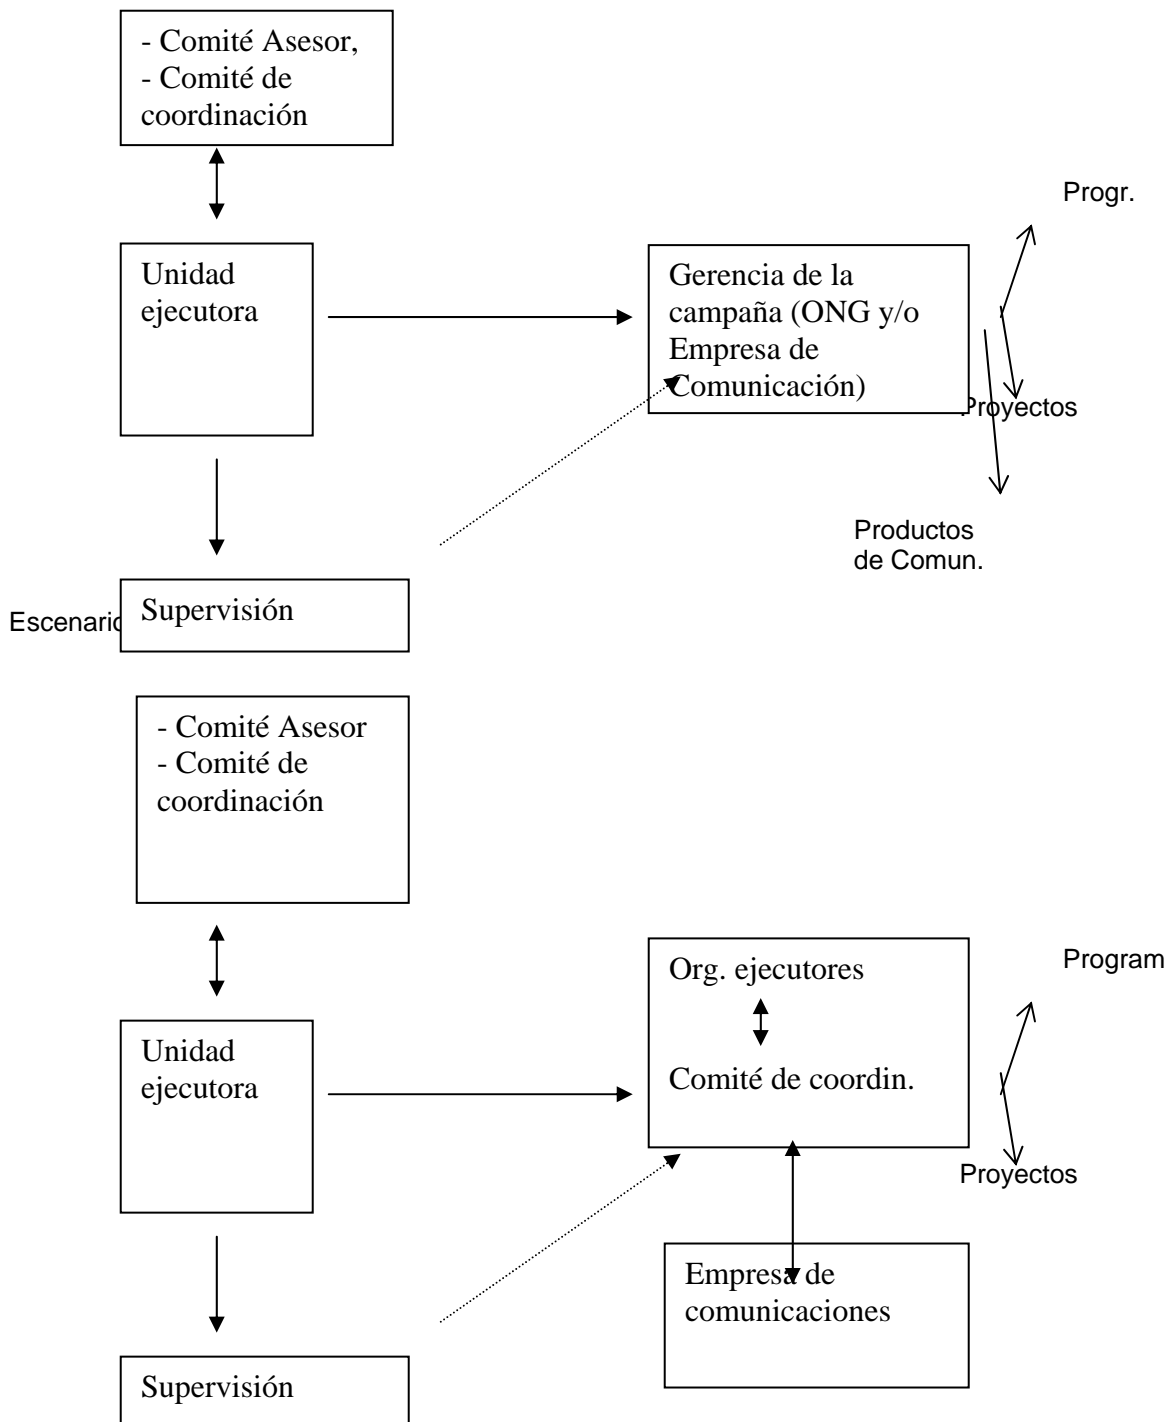 - Comité Asesor,
- Comité de
coordinación
Progr.
Unidad
ejecutora
Gerencia de la
campaña (ONG y/o
Empresa de
Comunicación)
Proyectos
Productos
de Comun.
Escenario
Supervisión
- Comité Asesor
- Comité de
coordinación
Program
Org. ejecutores
Unidad
ejecutora
Comité de coordin.
Proyectos
Empresa de
comunicaciones
Supervisión